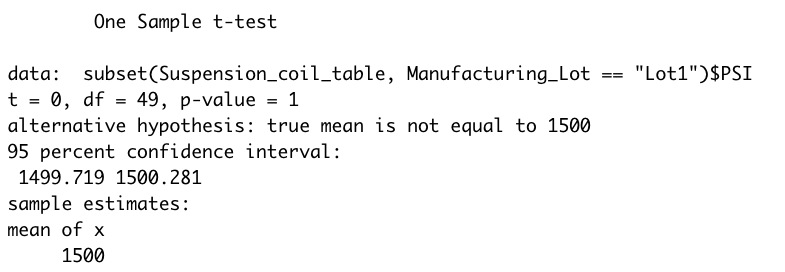 One Sample t-test
data:  subset(Suspension_coil_table, Manufacturing_Lot == "Lot1")$PSI
t = 0, df = 49, p-value = 1
alternative hypothesis: true mean is not equal to 1500
95 percent confidence interval:
 1499.719 1500.281
sample estimates:
mean of x
     1500